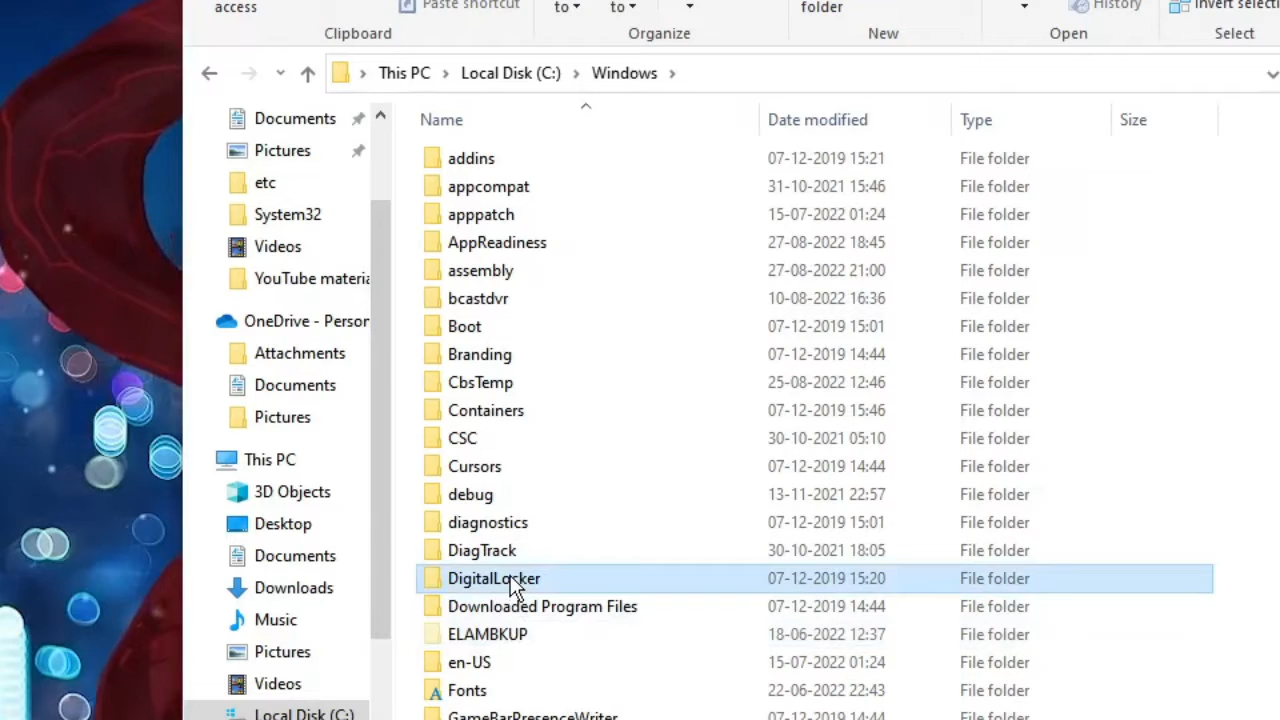 access
Paste shortcut
to
to
folder
History
Invert selecti
Clipboard
Organize
New
Open
Select
This PC
Local Disk (C:)
Windows
Documents
Pictures
etc
System32
Videos
YouTube materia
OneDrive - Person
Attachments
Documents
Pictures
This PC
3D Objects
Desktop
Documents
Downloads
Music
Pictures
Videos
Local Disk (C:)
Name Date modified Type Size
addins 07-12-2019 15:21 File folder
appcompat 31-10-2021 15:46 File folder
apppatch 15-07-2022 01:24 File folder
AppReadiness 27-08-2022 18:45 File folder
assembly 27-08-2022 21:00 File folder
bcastdvr 10-08-2022 16:36 File folder
Boot 07-12-2019 15:01 File folder
Branding 07-12-2019 14:44 File folder
CbsTemp 25-08-2022 12:46 File folder
Containers 07-12-2019 15:46 File folder
CSC 30-10-2021 05:10 File folder
Cursors 07-12-2019 14:44 File folder
debug 13-11-2021 22:57 File folder
diagnostics 07-12-2019 15:01 File folder
DiagTrack 30-10-2021 18:05 File folder
DigitalLocker 07-12-2019 15:20 File folder
Downloaded Program Files 07-12-2019 14:44 File folder
ELAMBKUP 18-06-2022 12:37 File folder
en-US 15-07-2022 01:24 File folder
Fonts 22-06-2022 22:43 File folder
GameBarPresenceWriter 07-12-2019 14:44 File folder